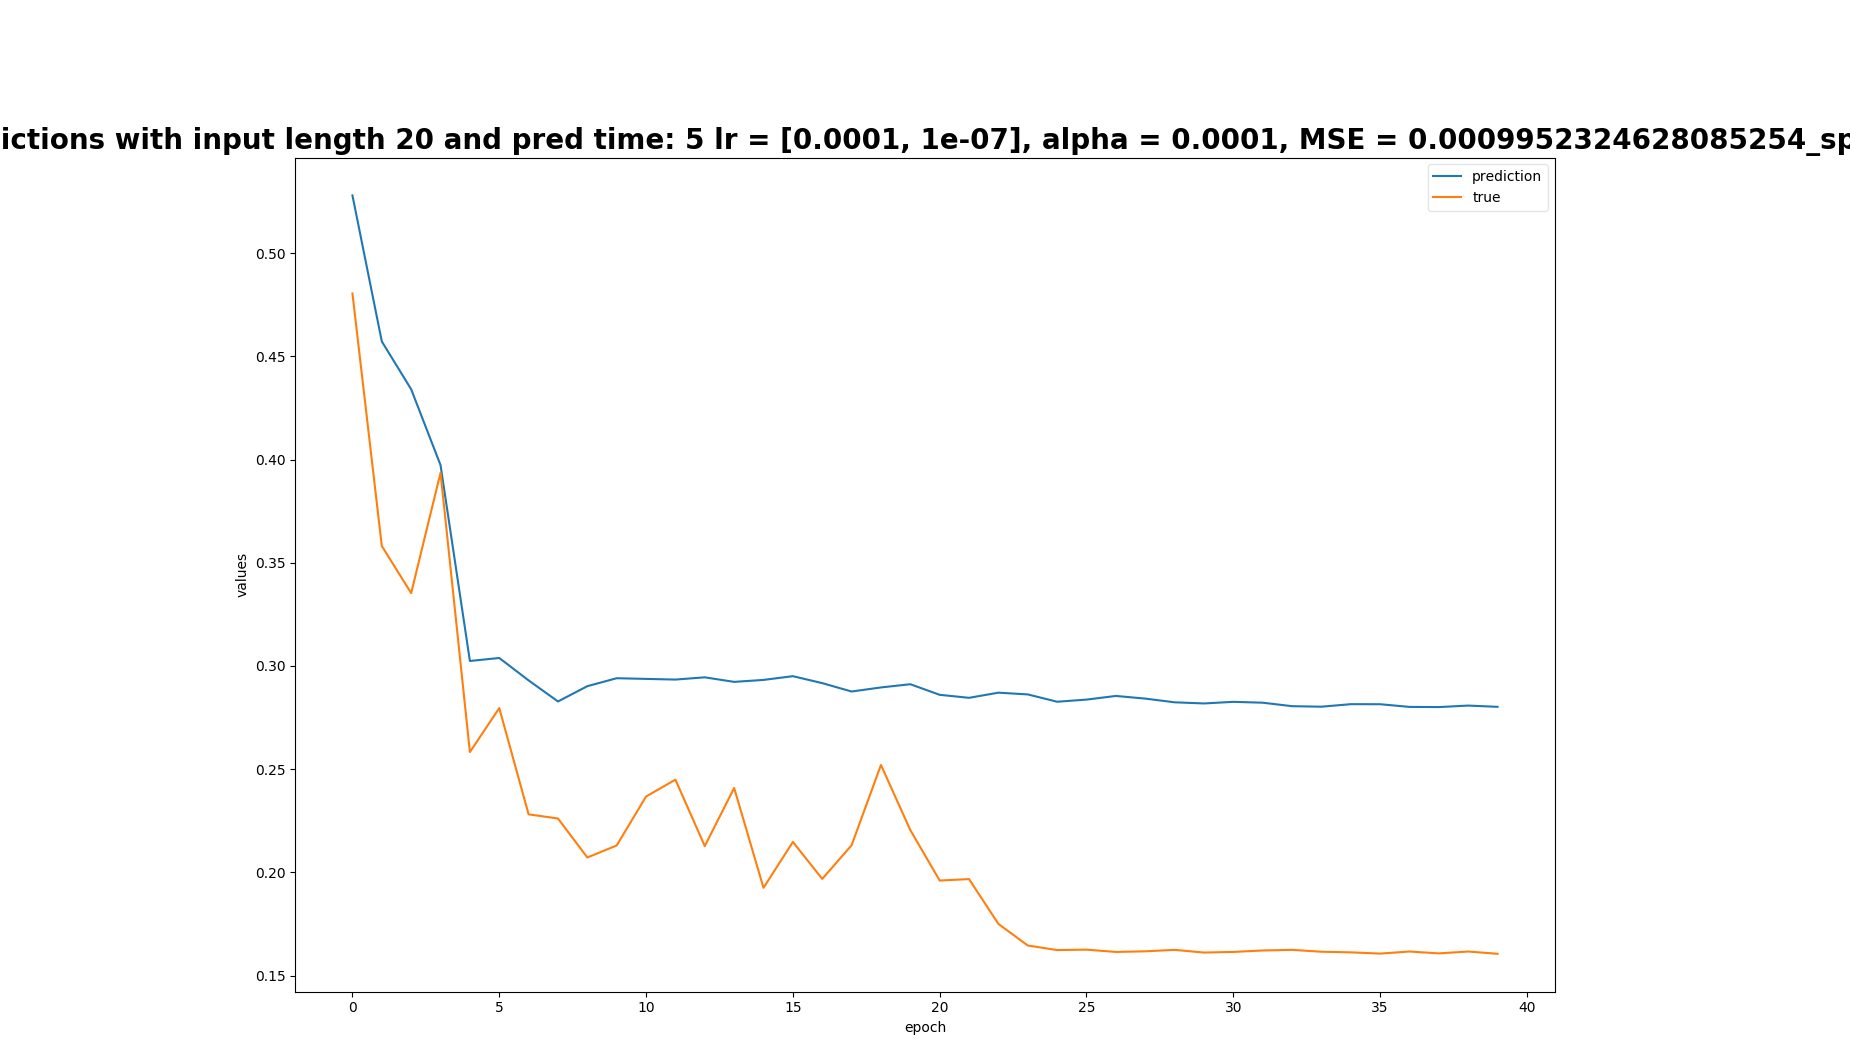 ictions with input length 20 and pred time: 5 lr = [0.0001, 1e-07], alpha = 0.0001, MSE = 0.0009952324628085254_sp
prediction
true
0.50
0.45
0.40
0.35
0.30
0.25
0.20
0.15
values
0 5 10 15 20 25 30 35 40
epoch